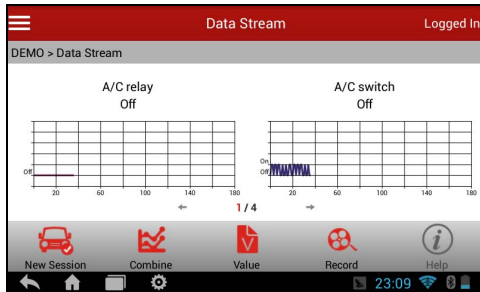 Data Stream
Logged In
DEMO > Data Stream
A/C relay
Off
A/C switch
Off
Off
20 60 100 140 180
On
Off
20 60 100 140 180
1 / 4
New Session
Combine
Value
Record
Help
23:09